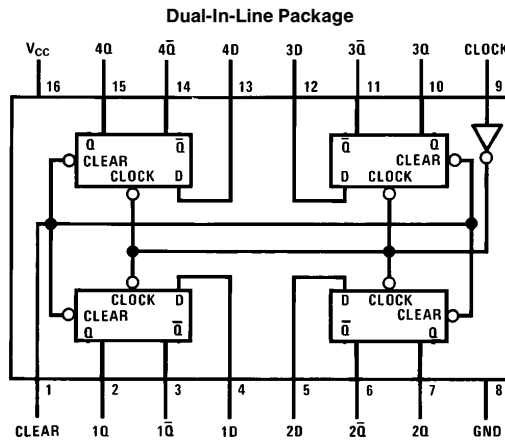 Dual-In-Line Package
VCC 4Q 4Q̅ 4D 3D 3Q̅ 3Q CLOCK
16 15 14 13 12 11 10 9
Q Q̅ Q̅ Q
CLEAR CLEAR
CLOCK D D CLOCK
CLOCK D D CLOCK
CLEAR CLEAR
Q Q̅ Q̅ Q
1 2 3 4 5 6 7 8
CLEAR 1Q 1Q̅ 1D 2D 2Q̅ 2Q GND